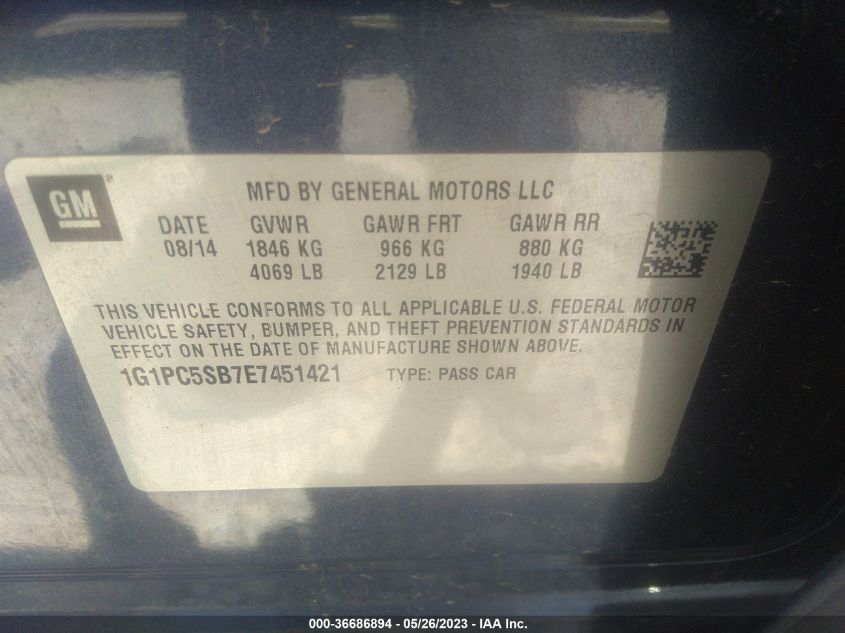 GM
MFD BY GENERAL MOTORS LLC
DATE GVWR GAWR FRT GAWR RR
08/14 1846 KG 966 KG 880 KG
4069 LB 2129 LB 1940 LB
THIS VEHICLE CONFORMS TO ALL APPLICABLE U.S. FEDERAL MOTOR
VEHICLE SAFETY, BUMPER, AND THEFT PREVENTION STANDARDS IN
EFFECT ON THE DATE OF MANUFACTURE SHOWN ABOVE.
1G1PC5SB7E7451421 TYPE: PASS CAR
000-36686894 - 05/26/2023 - IAA Inc.